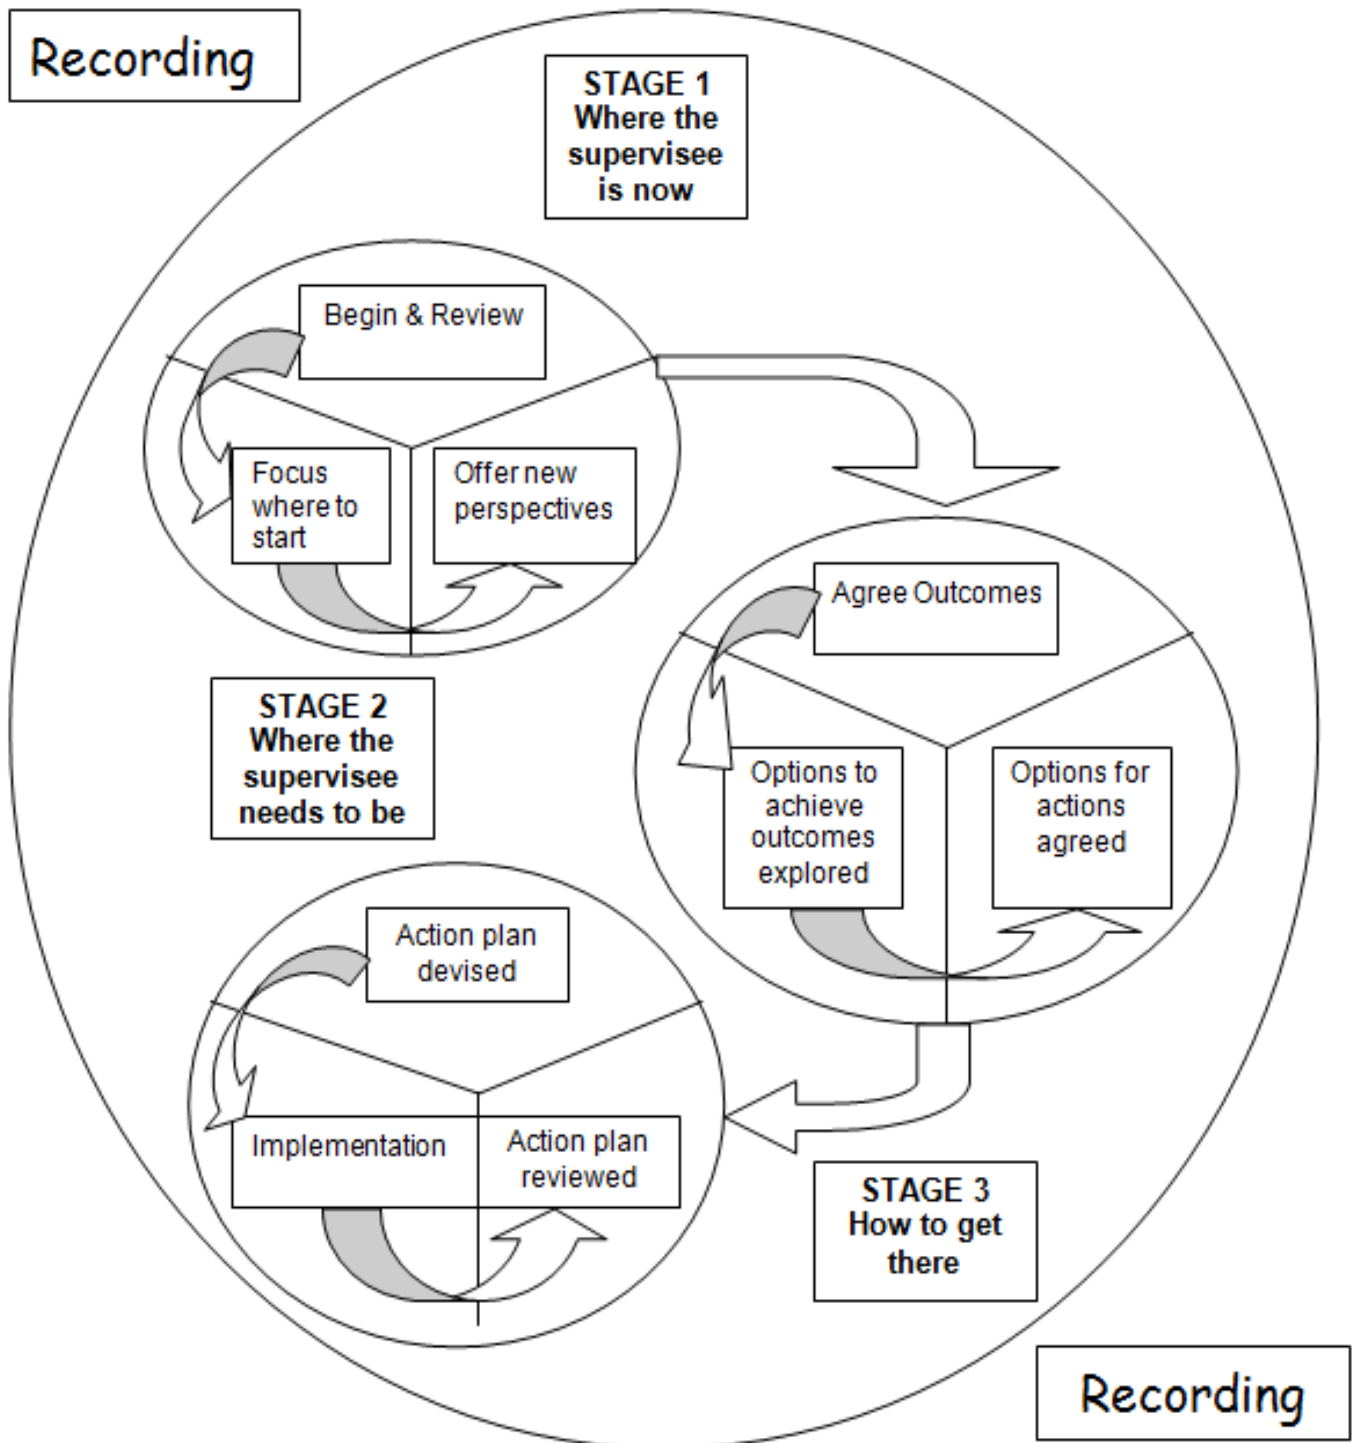 Recording
STAGE 1
Where the
supervisee
is now
Begin & Review
Focus
where to
start
Offer new
perspectives
Agree Outcomes
STAGE 2
Where the
supervisee
needs to be
Options to
achieve
outcomes
explored
Options for
actions
agreed
Action plan
devised
Implementation
Action plan
reviewed
STAGE 3
How to get
there
Recording